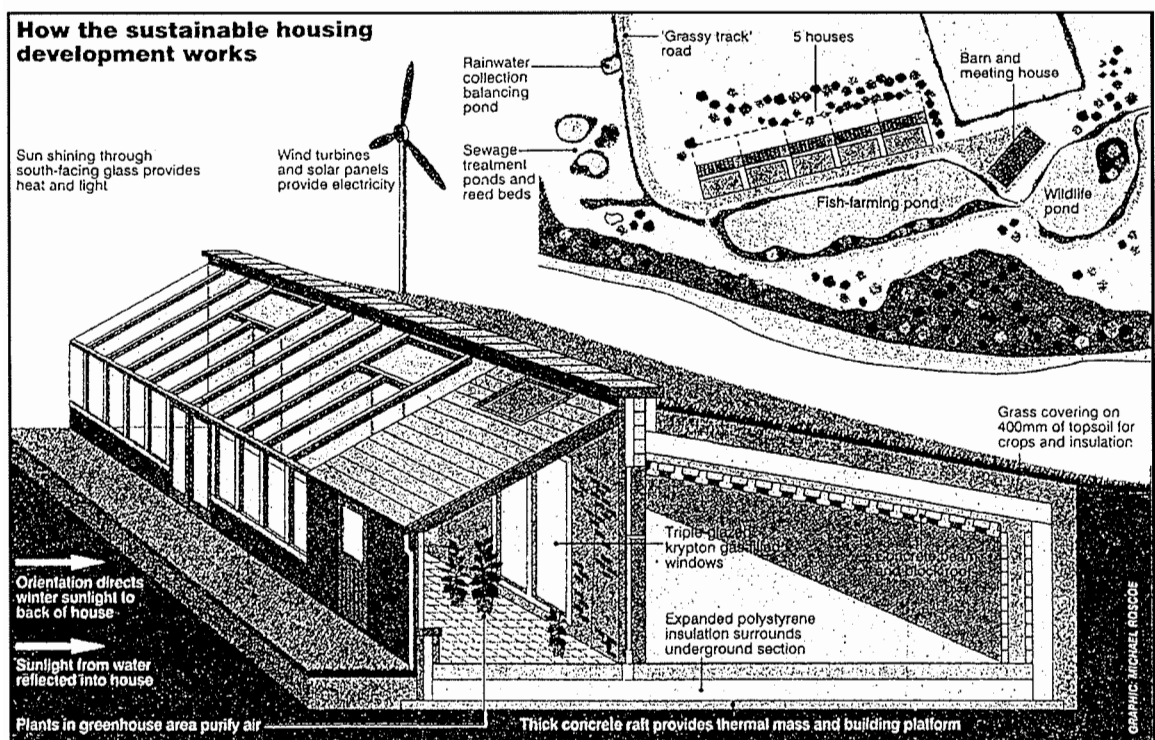 How the sustainable housing
development works
Sun shining through
south-facing glass provides
heat and light
Wind turbines
and solar panels
provide electricity
Rainwater
collection
balancing
pond
Sewage
treatment
ponds and
reed beds
'Grassy track'
road
5 houses
Barn and
meeting house
Fish-farming pond
Wildlife
pond
Grass covering on
400mm of topsoil for
crops and insulation
Triple-glazed
krypton gas-filled
windows
Concrete beam
and block roof
Expanded polystyrene
insulation surrounds
underground section
Orientation directs
winter sunlight to
back of house
Sunlight from water
reflected into house
Plants in greenhouse area purify air
Thick concrete raft provides thermal mass and building platform
GRAPHIC: MICHAEL ROSCOE